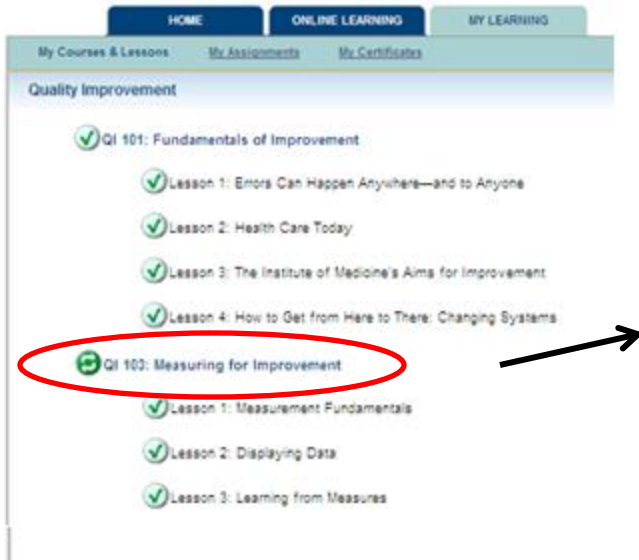 HOME ONLINE LEARNING MY LEARNING
My Courses & Lessons My Assignments My Certificates
Quality Improvement
QI 101: Fundamentals of Improvement
Lesson 1: Errors Can Happen Anywhere—and to Anyone
Lesson 2: Health Care Today
Lesson 3: The Institute of Medicine's Aims for Improvement
Lesson 4: How to Get from Here to There: Changing Systems
QI 103: Measuring for Improvement
Lesson 1: Measurement Fundamentals
Lesson 2: Displaying Data
Lesson 3: Learning from Measures